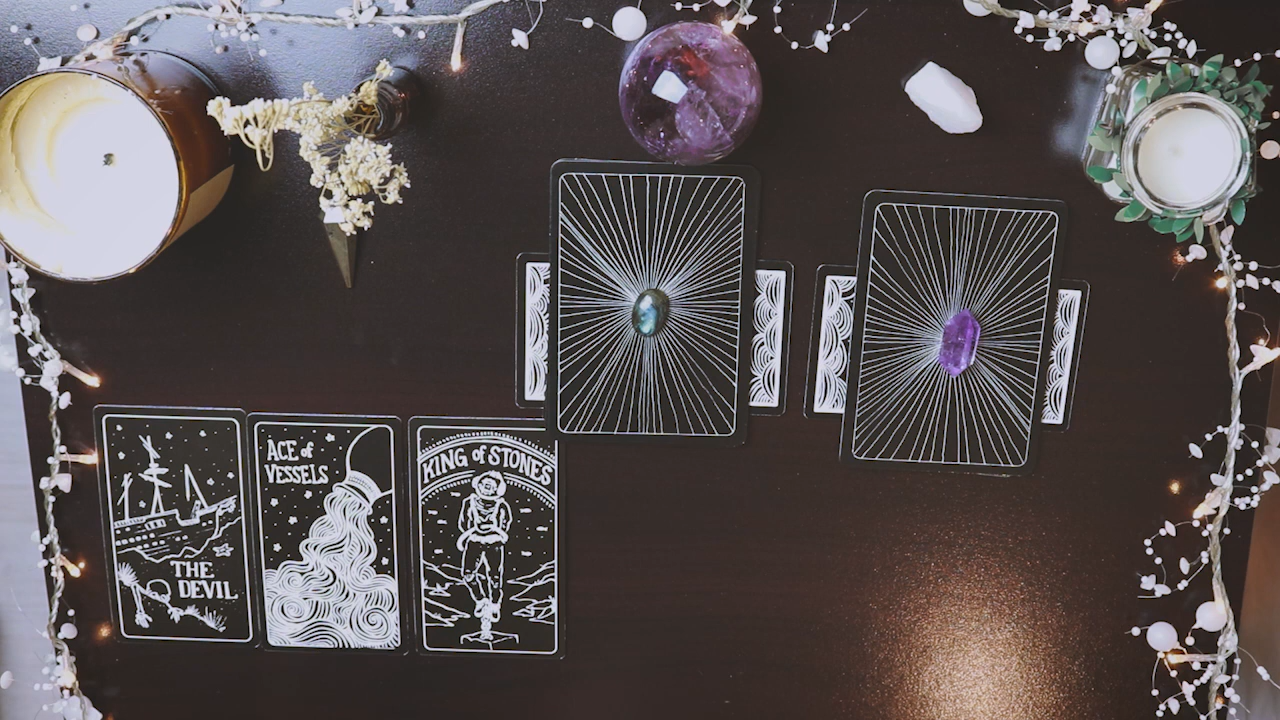 THE
DEVIL
ACE of
VESSELS
KING of STONES